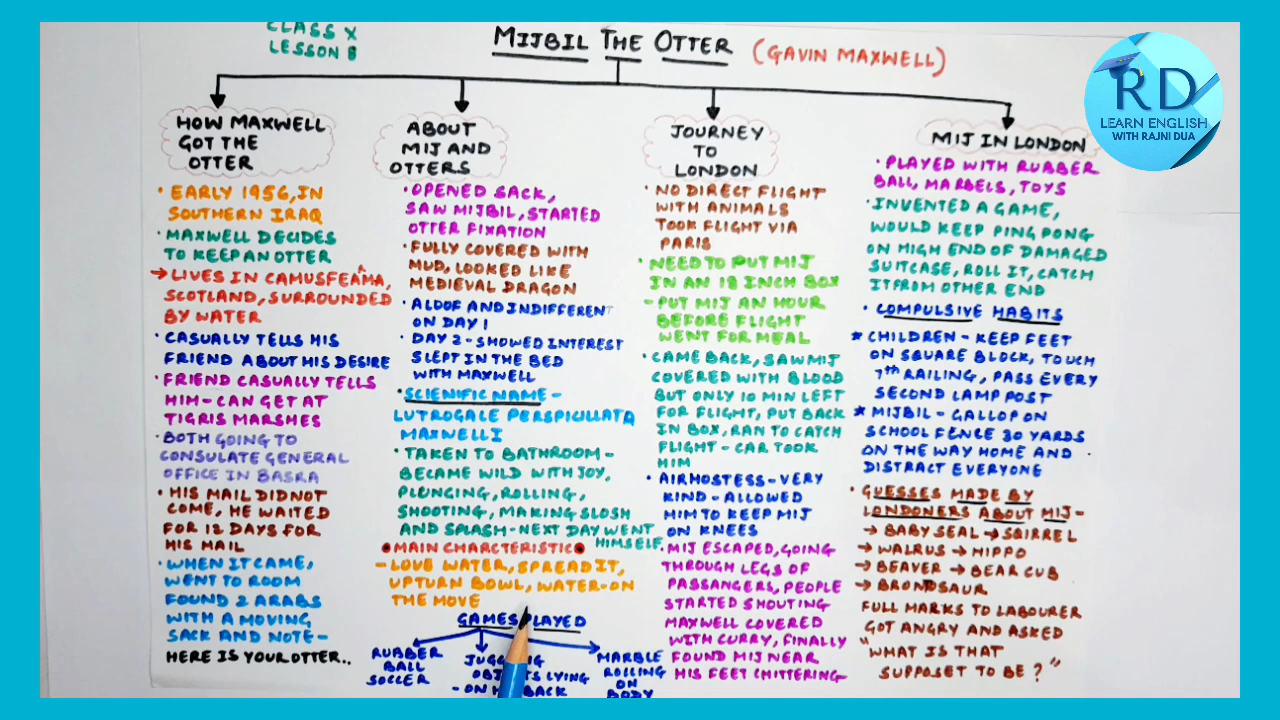 CLASS X
LESSON 8
MIJBIL THE OTTER (GAVIN MAXWELL)
RD
LEARN ENGLISH
WITH RAJNI DUA
HOW MAXWELL
GOT THE
OTTER
• EARLY 1956, IN
SOUTHERN IRAQ
• MAXWELL DECIDES
TO KEEP AN OTTER
→ LIVES IN CAMUSFEAMA,
SCOTLAND, SURROUNDED
BY WATER
• CASUALLY TELLS HIS
FRIEND ABOUT HIS DESIRE
• FRIEND CASUALLY TELLS
HIM - CAN GET AT
TIGRIS MARSHES
• BOTH GOING TO
CONSULATE GENERAL
OFFICE IN BASRA
• HIS MAIL DID NOT
COME, HE WAITED
FOR 12 DAYS FOR
HIS MAIL
• WHEN IT CAME,
WENT TO ROOM
FOUND 2 ARABS
WITH A MOVING
SACK AND NOTE -
HERE IS YOUR OTTER..
ABOUT
MIJ AND
OTTERS
• OPENED SACK,
SAW MIJBIL, STARTED
OTTER FIXATION
• FULLY COVERED WITH
MUD, LOOKED LIKE
MEDIEVAL DRAGON
• ALOOF AND INDIFFERENT
ON DAY 1
• DAY 2 - SHOWED INTEREST
SLEPT IN THE BED
WITH MAXWELL
• SCIENIFIC NAME -
LUTROGALE PERSPICILLATA
MAXWELLI
• TAKEN TO BATHROOM -
BECAME WILD WITH JOY,
PLUNGING, ROLLING,
SHOOTING, MAKING SLOSH
AND SPLASH - NEXT DAY WENT
HIMSELF
• MAIN CHARCTERISTIC •
- LOVE WATER, SPREAD IT,
UPTURN BOWL, WATER - ON
THE MOVE
GAMES PLAYED
RUBBER
BALL
SOCCER
LYING
- ON BACK
MARBLE
ROLLING
ON
BODY
JOURNEY
TO
LONDON
• NO DIRECT FLIGHT
WITH ANIMALS
TOOK FLIGHT VIA
PARIS
• NEED TO PUT MIJ
IN AN 18 INCH BOX
- PUT MIJ AN HOUR
BEFORE FLIGHT
WENT FOR MEAL
• CAME BACK, SAW MIJ
COVERED WITH BLOOD
BUT ONLY 10 MIN LEFT
FOR FLIGHT, PUT BACK
IN BOX, RAN TO CATCH
FLIGHT - CAR TOOK
HIM
• AIRHOSTESS - VERY
KIND - ALLOWED
HIM TO KEEP MIJ
ON KNEES
• MIJ ESCAPED, GOING
THROUGH LEGS OF
PASSANGERS, PEOPLE
STARTED SHOUTING
MAXWELL COVERED
WITH CURRY, FINALLY
FOUND MIJ NEAR
HIS FEET CHITTERING
MIJ IN LONDON
• PLAYED WITH RUBBER
BALL, MARBELS, TOYS
• INVENTED A GAME,
WOULD KEEP PING PONG
ON HIGH END OF DAMAGED
SUITCASE, ROLL IT, CATCH
IT FROM OTHER END
• COMPULSIVE HABITS
* CHILDREN - KEEP FEET
ON SQUARE BLOCK, TOUCH
7th RAILING, PASS EVERY
SECOND LAMP POST
* MIJBIL - GALLOP ON
SCHOOL FENCE 30 YARDS
ON THE WAY HOME AND
DISTRACT EVERYONE
• GUESSES MADE BY
LONDONERS ABOUT MIJ -
→ BABY SEAL → SQIRREL
→ WALRUS → HIPPO
→ BEAVER → BEAR CUB
→ BRONDSAUR
FULL MARKS TO LABOURER
GOT ANGRY AND ASKED
"WHAT IS THAT
SUPPOSET TO BE?"